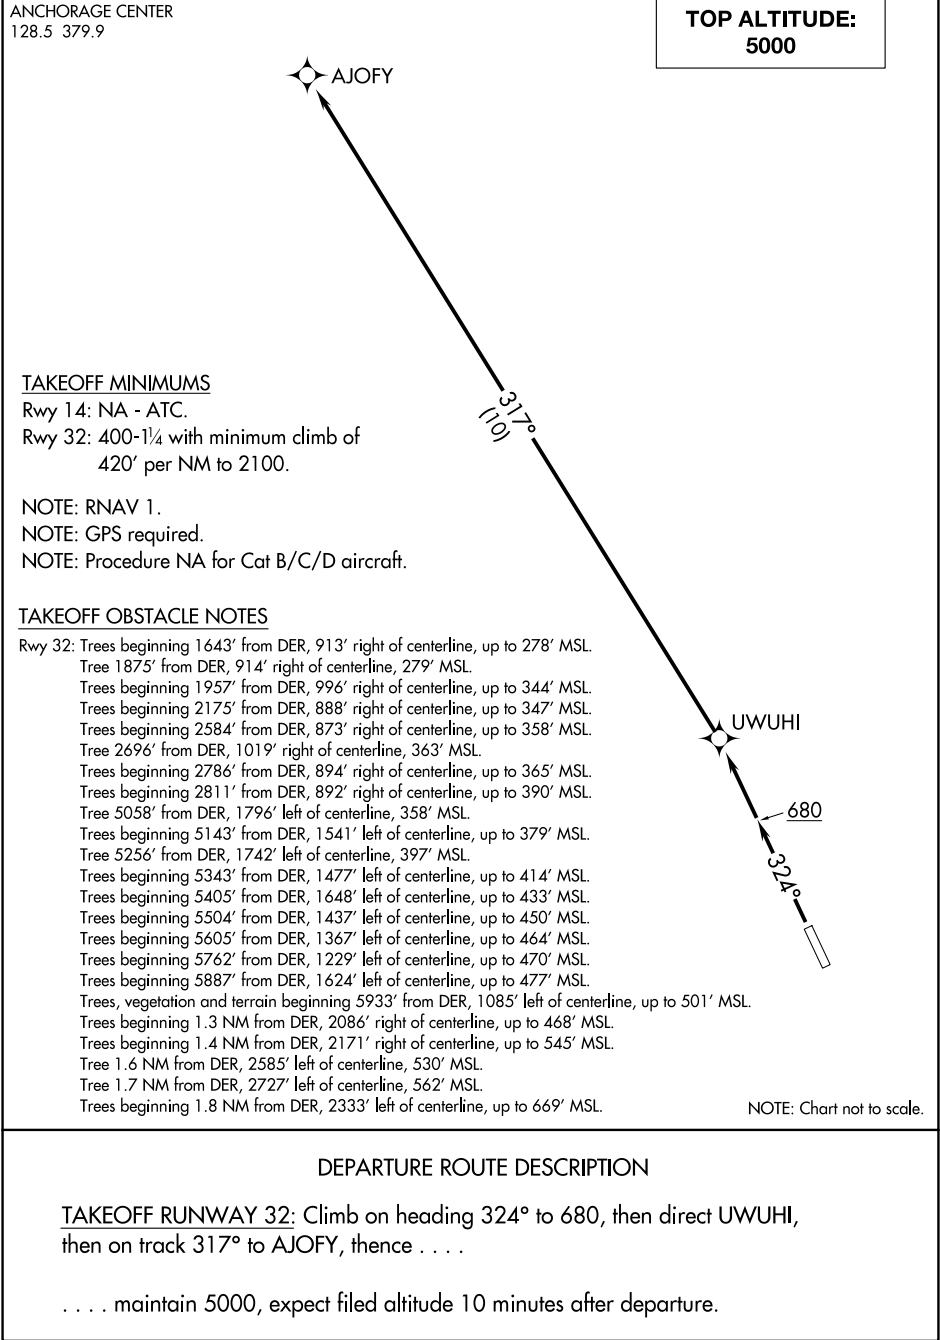 ANCHORAGE CENTER
128.5 379.9
TOP ALTITUDE:
5000
AJOFY
317°
(10)
TAKEOFF MINIMUMS
Rwy 14: NA - ATC.
Rwy 32: 400-1¼ with minimum climb of
420′ per NM to 2100.
NOTE: RNAV 1.
NOTE: GPS required.
NOTE: Procedure NA for Cat B/C/D aircraft.
UWUHI
680
324°
TAKEOFF OBSTACLE NOTES
Rwy 32: Trees beginning 1643′ from DER, 913′ right of centerline, up to 278′ MSL.
Tree 1875′ from DER, 914′ right of centerline, 279′ MSL.
Trees beginning 1957′ from DER, 996′ right of centerline, up to 344′ MSL.
Trees beginning 2175′ from DER, 888′ right of centerline, up to 347′ MSL.
Trees beginning 2584′ from DER, 873′ right of centerline, up to 358′ MSL.
Tree 2696′ from DER, 1019′ right of centerline, 363′ MSL.
Trees beginning 2786′ from DER, 894′ right of centerline, up to 365′ MSL.
Trees beginning 2811′ from DER, 892′ right of centerline, up to 390′ MSL.
Tree 5058′ from DER, 1796′ left of centerline, 358′ MSL.
Trees beginning 5143′ from DER, 1541′ left of centerline, up to 379′ MSL.
Tree 5256′ from DER, 1742′ left of centerline, 397′ MSL.
Trees beginning 5343′ from DER, 1477′ left of centerline, up to 414′ MSL.
Trees beginning 5405′ from DER, 1648′ left of centerline, up to 433′ MSL.
Trees beginning 5504′ from DER, 1437′ left of centerline, up to 450′ MSL.
Trees beginning 5605′ from DER, 1367′ left of centerline, up to 464′ MSL.
Trees beginning 5762′ from DER, 1229′ left of centerline, up to 470′ MSL.
Trees beginning 5887′ from DER, 1624′ left of centerline, up to 477′ MSL.
Trees, vegetation and terrain beginning 5933′ from DER, 1085′ left of centerline, up to 501′ MSL.
Trees beginning 1.3 NM from DER, 2086′ right of centerline, up to 468′ MSL.
Trees beginning 1.4 NM from DER, 2171′ right of centerline, up to 545′ MSL.
Tree 1.6 NM from DER, 2585′ left of centerline, 530′ MSL.
Tree 1.7 NM from DER, 2727′ left of centerline, 562′ MSL.
Trees beginning 1.8 NM from DER, 2333′ left of centerline, up to 669′ MSL.
NOTE: Chart not to scale.
DEPARTURE ROUTE DESCRIPTION
TAKEOFF RUNWAY 32: Climb on heading 324° to 680, then direct UWUHI,
then on track 317° to AJOFY, thence . . . .
. . . . maintain 5000, expect filed altitude 10 minutes after departure.